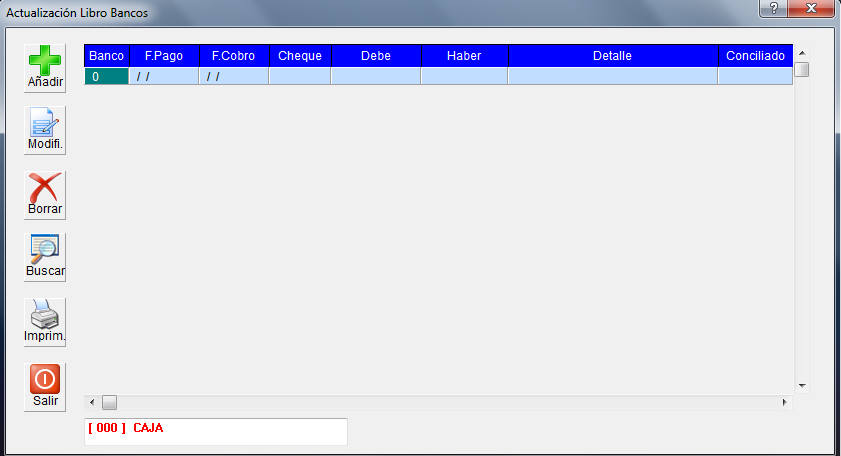 Actualización Libro Bancos
?
Añadir
Modifi.
Borrar
Buscar
Imprim.
Salir
Banco F.Pago F.Cobro Cheque Debe Haber Detalle Conciliado
0 / / / /
[ 000 ] CAJA